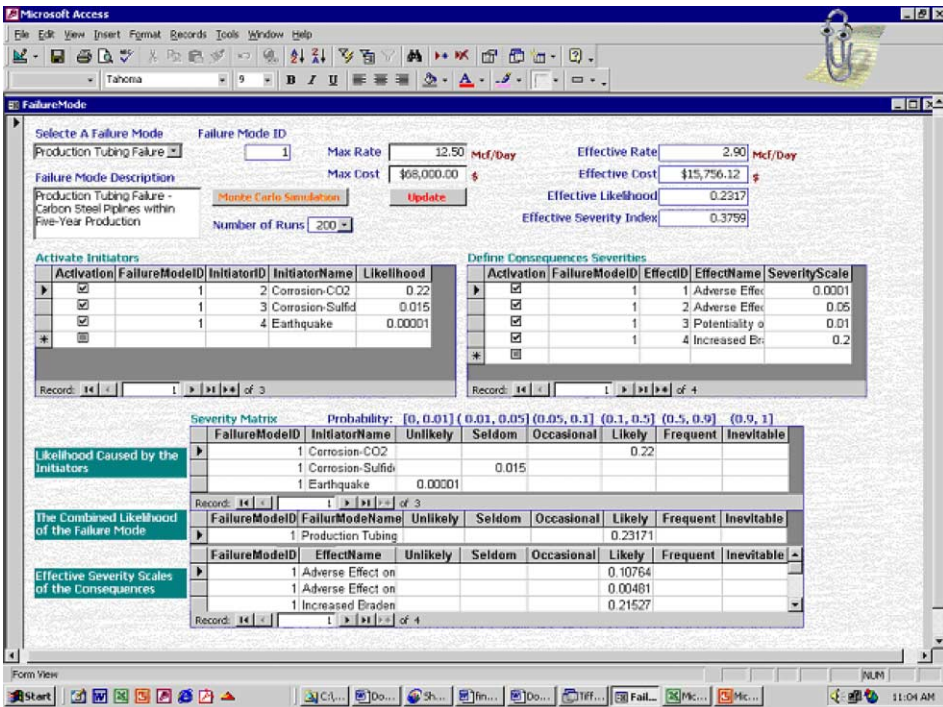 Microsoft Access
File Edit View Insert Format Records Tools Window Help
Tahoma 9 B I U A
FailureMode
Selecte A Failure Mode Failure Mode ID
Production Tubing Failure 1 Max Rate 12.50 Mcf/Day Effective Rate 2.90 Mcf/Day
Failure Mode Description Max Cost $68,000.00 $ Effective Cost $15,756.12 $
Production Tubing Failure -
Carbon Steel Piplines within
Five-Year Production
Monte Carlo Simulation Update Effective Likelihood 0.2317
Number of Runs 200 Effective Severity Index 0.3759
Activate Initiators
Activation FailureModeID InitiatorID InitiatorName Likelihood
1 2 Corrosion-CO2 0.22
1 3 Corrosion-Sulfid 0.015
1 4 Earthquake 0.00001
Record: 1 of 3
Define Consequences Severities
Activation FailureModeID EffectID EffectName SeverityScale
1 1 Adverse Effec 0.0001
1 2 Adverse Effec 0.05
1 3 Potentiality o 0.01
1 4 Increased Bra 0.2
Record: 1 of 4
Severity Matrix Probability: [0, 0.01] ( 0.01, 0.05] (0.05, 0.1] (0.1, 0.5] (0.5, 0.9] (0.9, 1]
Likelihood Caused by the
Initiators
FailureModeID InitiatorName Unlikely Seldom Occasional Likely Frequent Inevitable
1 Corrosion-CO2 0.22
1 Corrosion-Sulfid 0.015
1 Earthquake 0.00001
Record: 1 of 3
The Combined Likelihood
of the Failure Mode
FailureModeID FailurModeName Unlikely Seldom Occasional Likely Frequent Inevitable
1 Production Tubing 0.23171
Effective Severity Scales
of the Consequences
FailureModeID EffectName Unlikely Seldom Occasional Likely Frequent Inevitable
1 Adverse Effect on 0.10764
1 Adverse Effect on 0.00481
1 Increased Braden 0.21527
Record: 1 of 4
Form View NUM
Start C:\... Do... Sh... fin... Do... Tiff... Fail... Mc... Mic... 11:04 AM